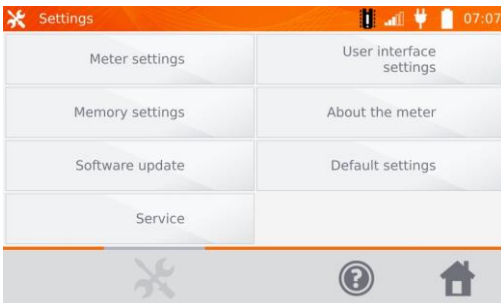 Settings
07:07
Meter settings
User interface
settings
Memory settings
About the meter
Software update
Default settings
Service